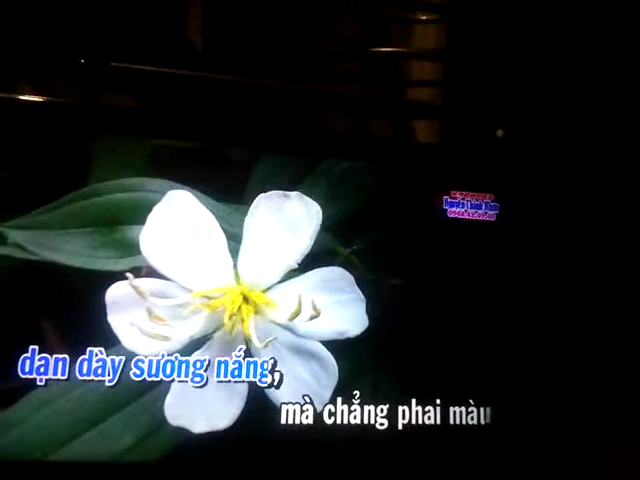 dạn dày sương nắng,
mà chẳng phai màu